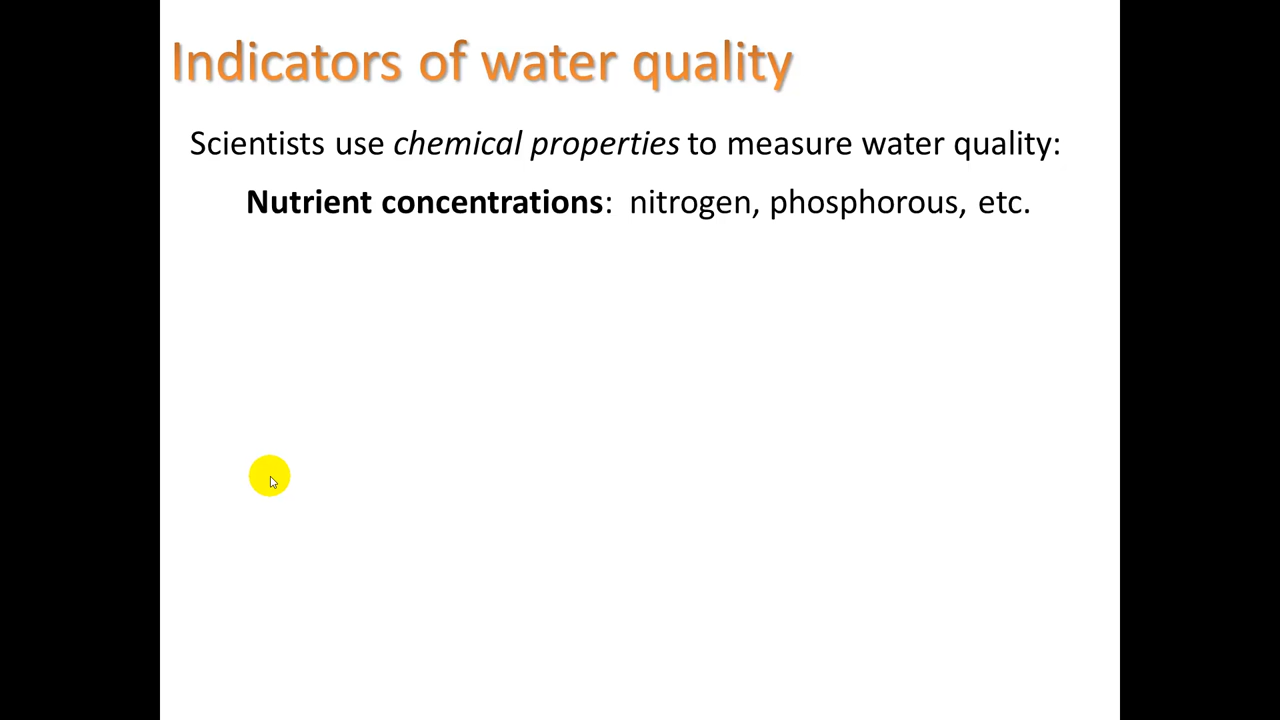 Indicators of water quality
Scientists use chemical properties to measure water quality:
Nutrient concentrations: nitrogen, phosphorous, etc.